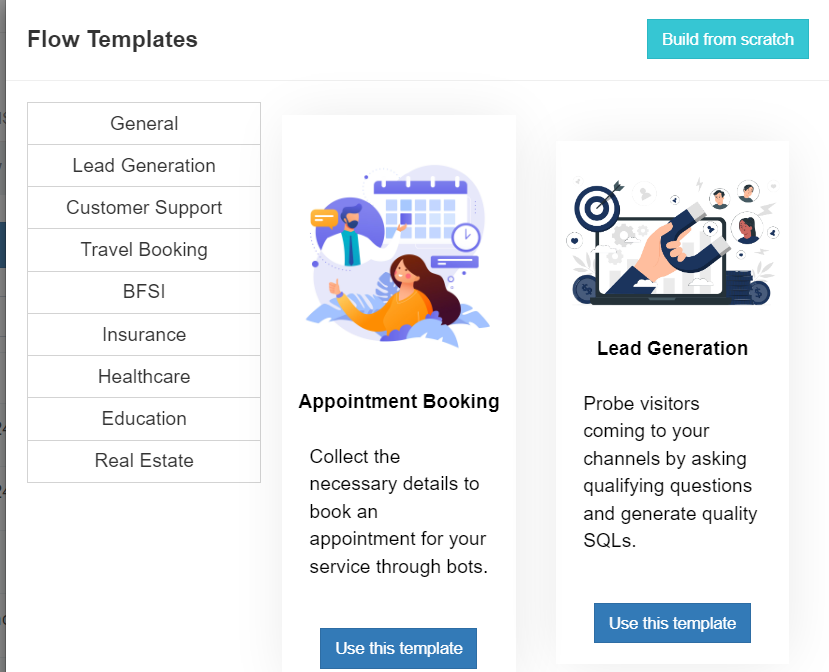 Flow Templates
Build from scratch
General
Lead Generation
Customer Support
Travel Booking
BFSI
Insurance
Healthcare
Education
Real Estate
Appointment Booking
Collect the
necessary details to
book an
appointment for your
service through bots.
Use this template
Lead Generation
Probe visitors
coming to your
channels by asking
qualifying questions
and generate quality
SQLs.
Use this template